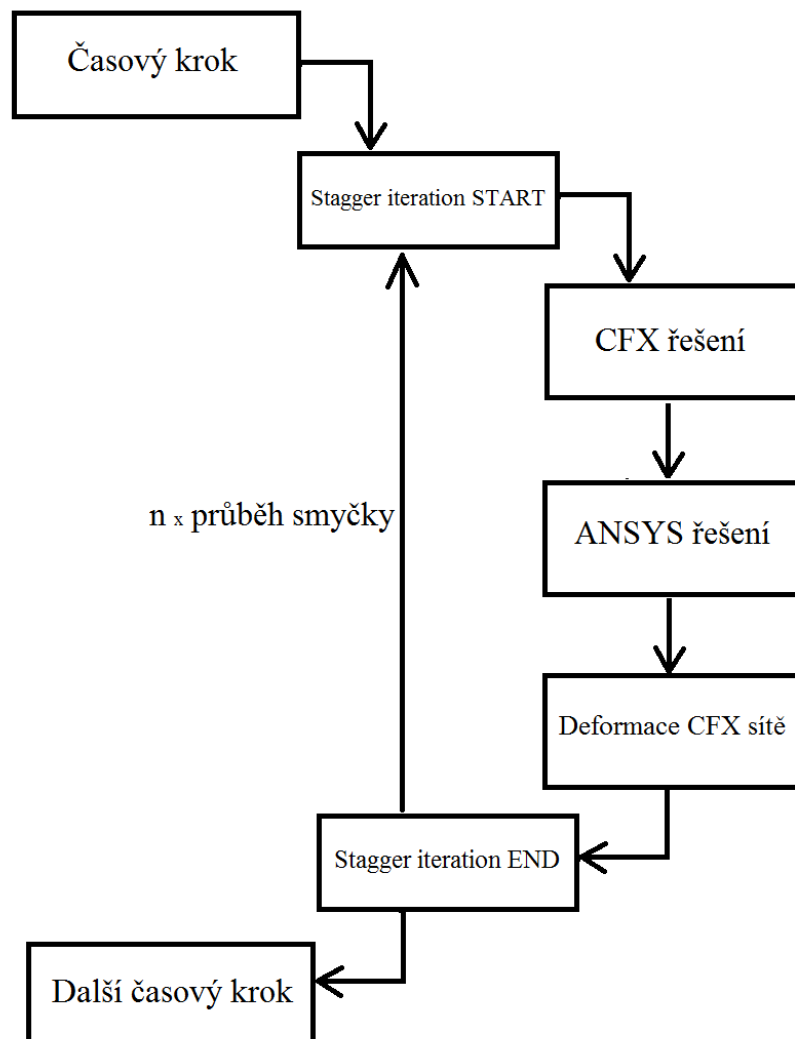 Časový krok
Stagger iteration START
CFX řešení
ANSYS řešení
n x průběh smyčky
Deformace CFX sítě
Stagger iteration END
Další časový krok